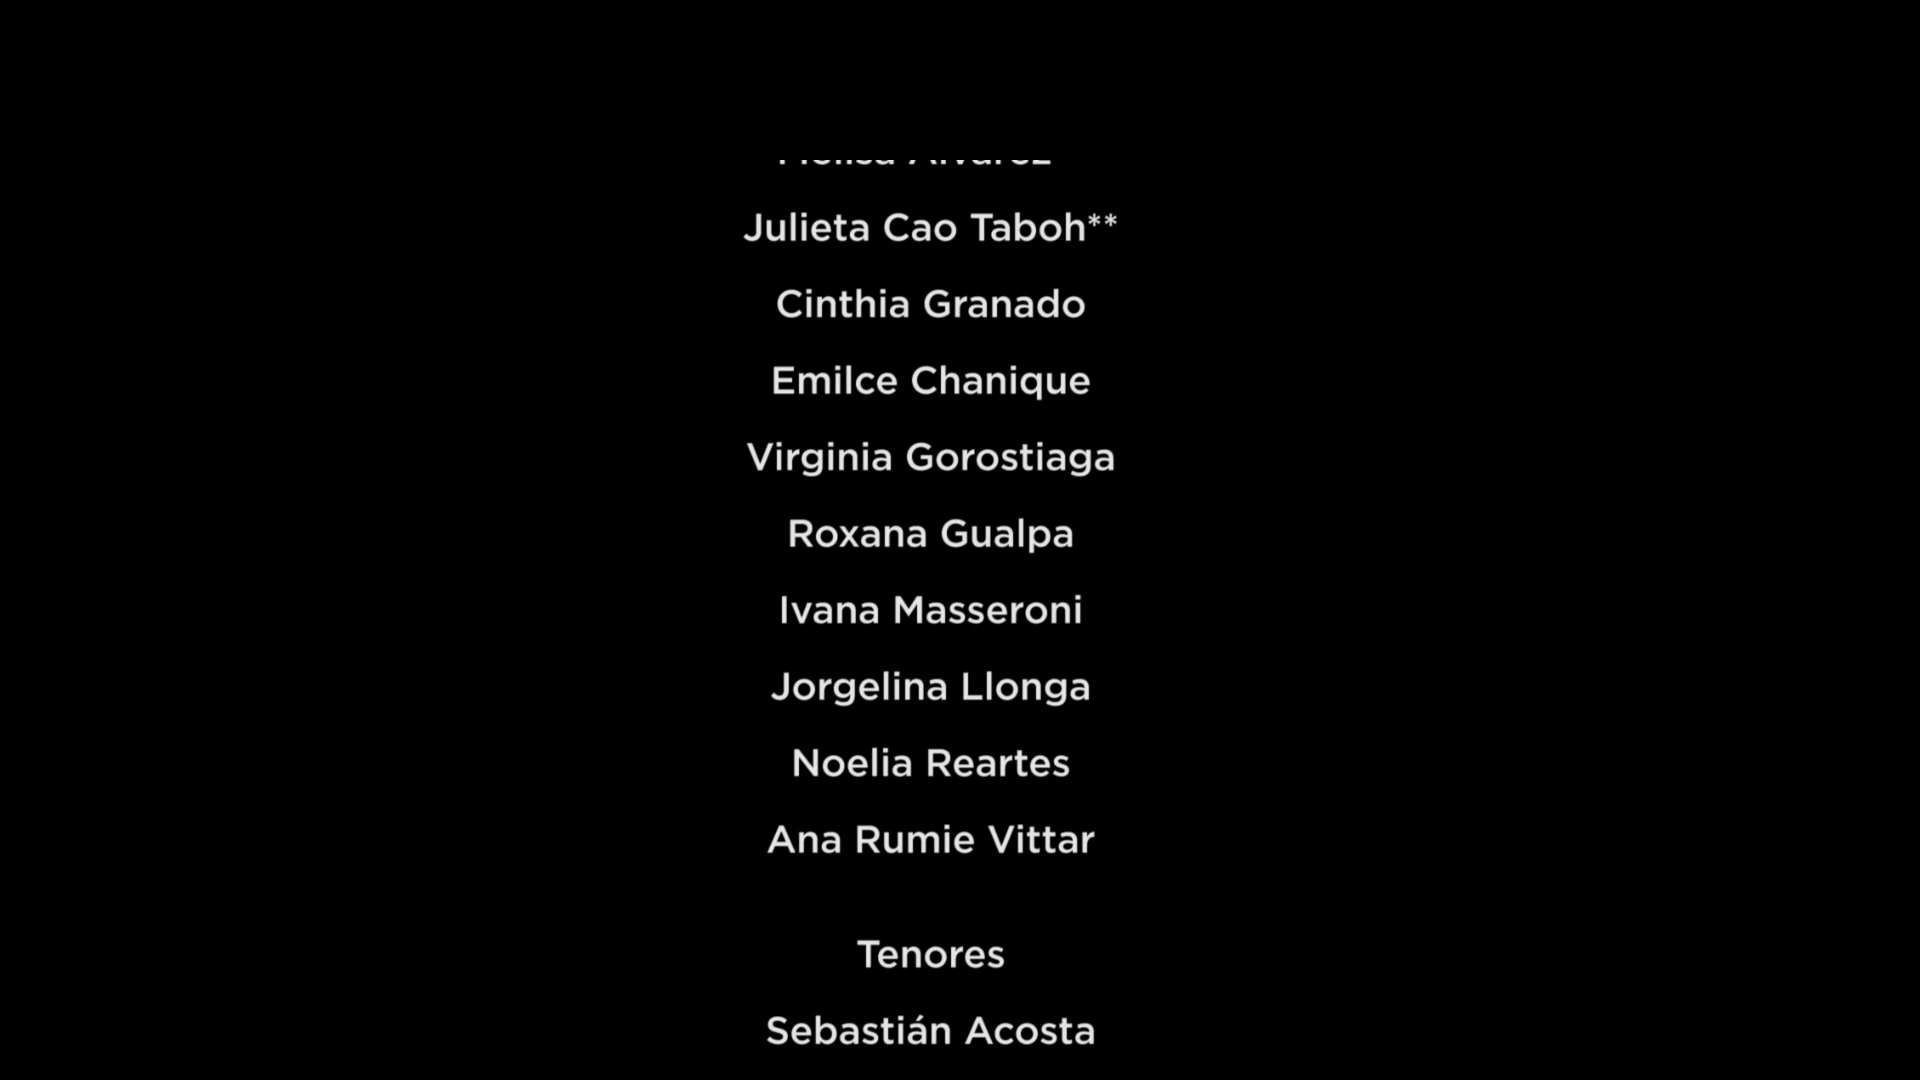 Julieta Cao Taboh**
Cinthia Granado
Emilce Chanique
Virginia Gorostiaga
Roxana Gualpa
Ivana Masseroni
Jorgelina Llonga
Noelia Reartes
Ana Rumie Vittar
Tenores
Sebastián Acosta